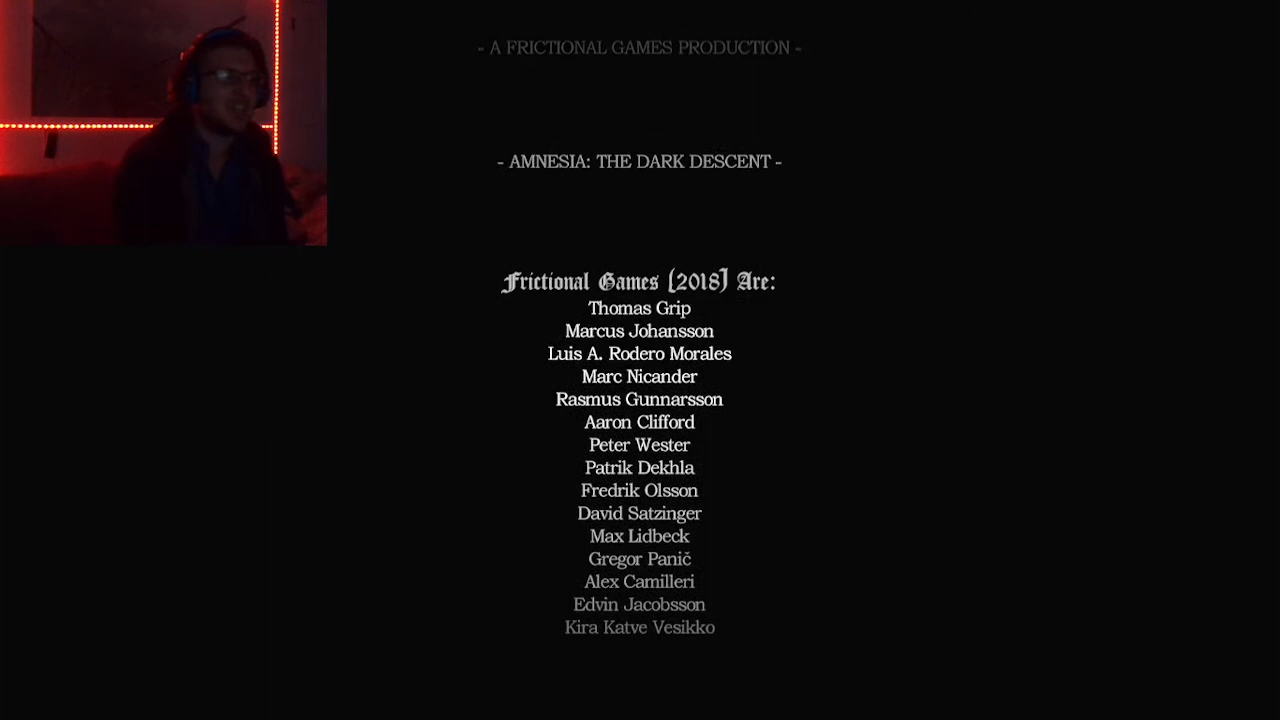 - A FRICTIONAL GAMES PRODUCTION -
- AMNESIA: THE DARK DESCENT -
Frictional Games [2018] Are:
Thomas Grip
Marcus Johansson
Luis A. Rodero Morales
Marc Nicander
Rasmus Gunnarsson
Aaron Clifford
Peter Wester
Patrik Dekhla
Fredrik Olsson
David Satzinger
Max Lidbeck
Gregor Panič
Alex Camilleri
Edvin Jacobsson
Kira Katve Vesikko